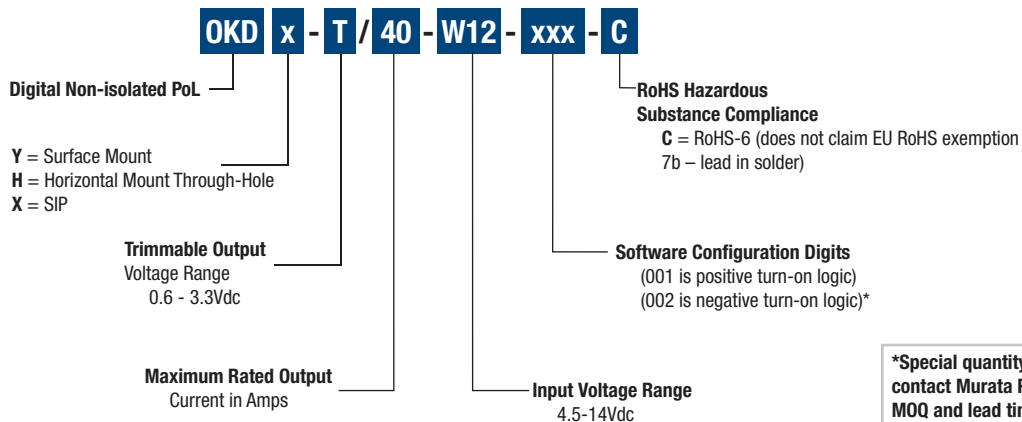 OKD x - T / 40 - W12 - xxx - C
Digital Non-isolated PoL
Y = Surface Mount
H = Horizontal Mount Through-Hole
X = SIP
Trimmable Output
Voltage Range
0.6 - 3.3Vdc
Maximum Rated Output
Current in Amps
Input Voltage Range
4.5-14Vdc
Software Configuration Digits
(001 is positive turn-on logic)
(002 is negative turn-on logic)*
RoHS Hazardous
Substance Compliance
C = RoHS-6 (does not claim EU RoHS exemption
7b – lead in solder)
*Special quantity
contact Murata
MOQ and lead